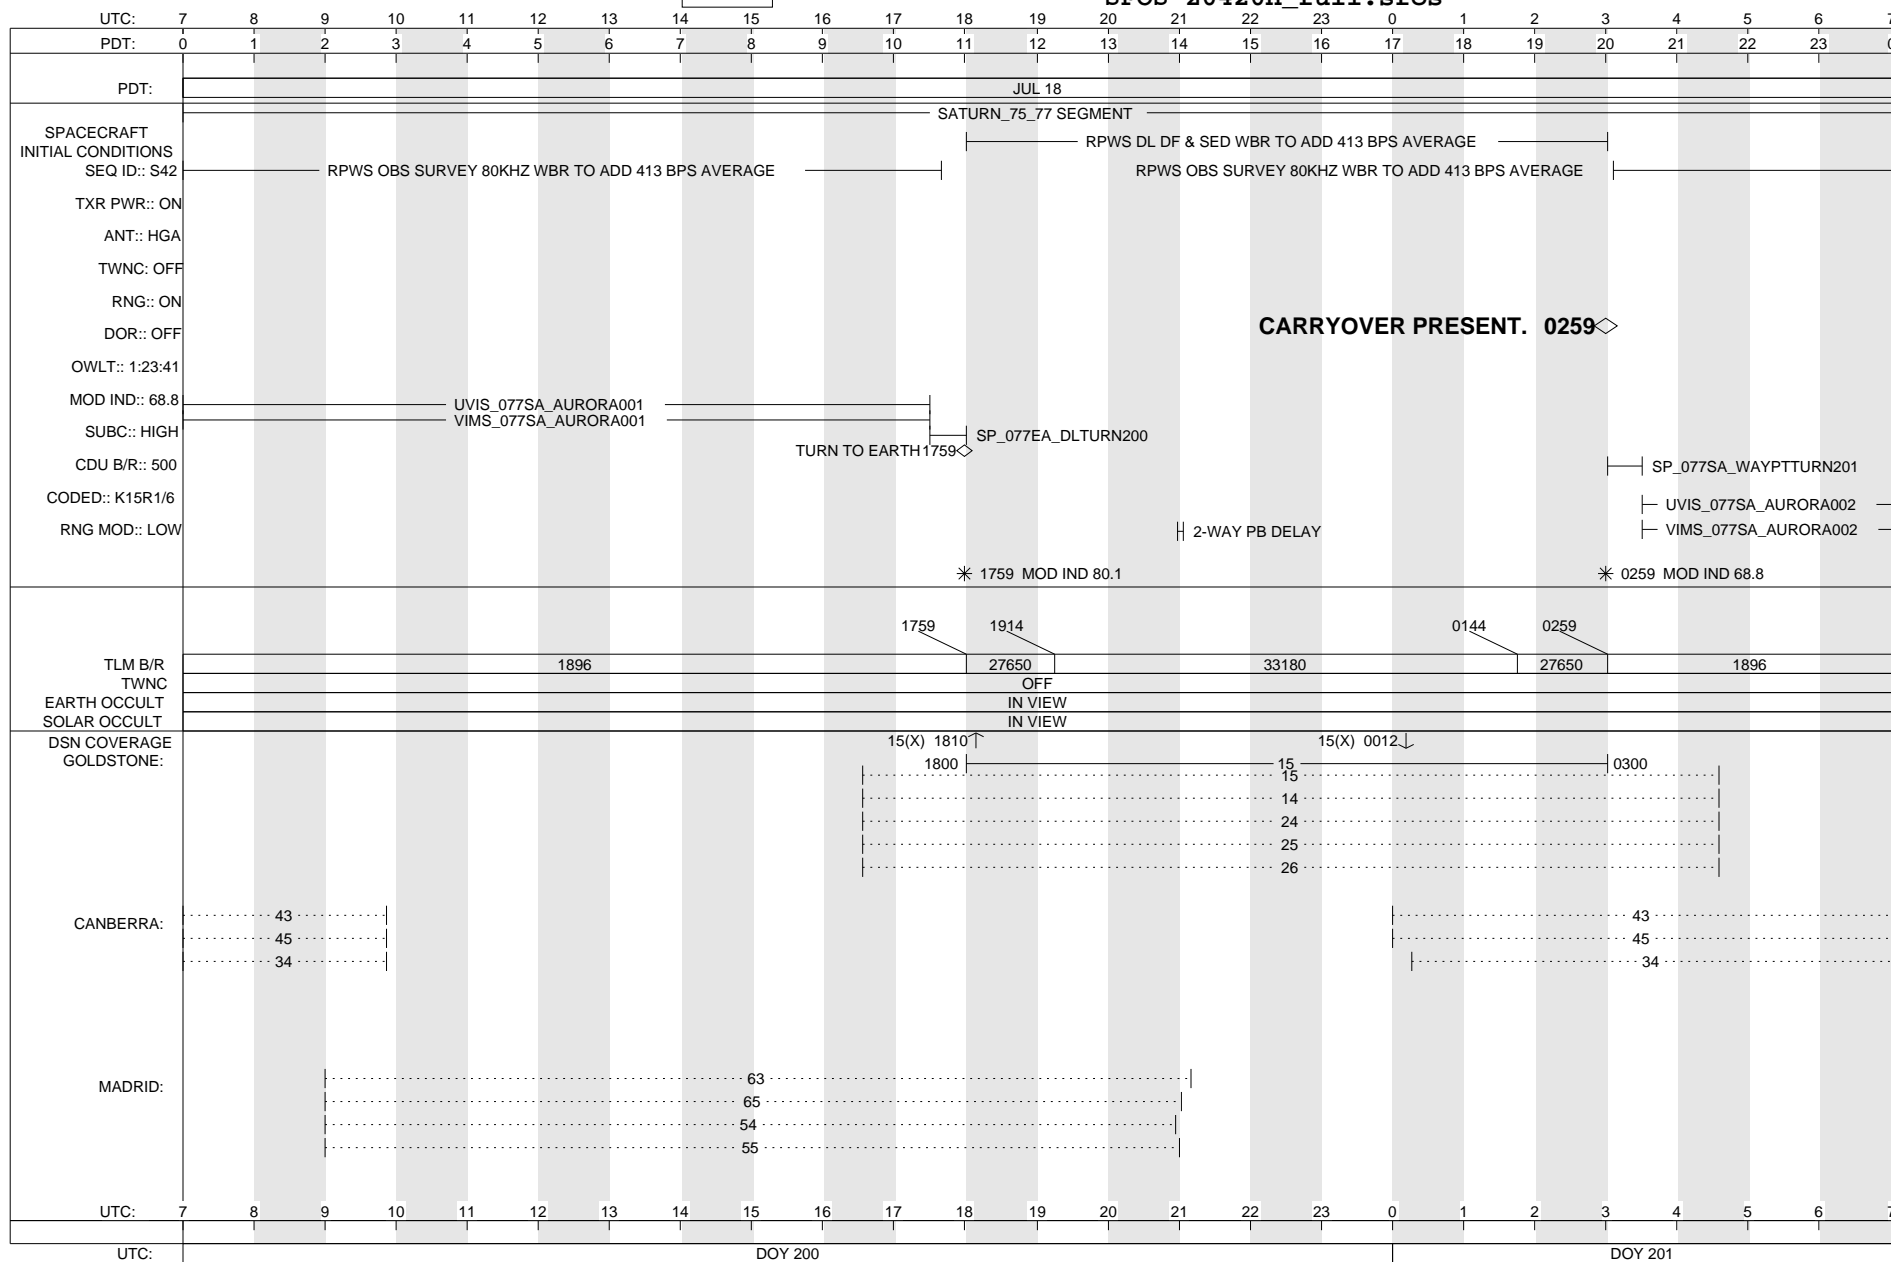 SFOS 20420A_full.sfos
UTC: 7 8 9 10 11 12 13 14 15 16 17 18 19 20 21 22 23 0 1 2 3 4 5 6 7
PDT: 0 1 2 3 4 5 6 7 8 9 10 11 12 13 14 15 16 17 18 19 20 21 22 23 0
PDT: JUL 18
SATURN_75_77 SEGMENT
SPACECRAFT
INITIAL CONDITIONS
RPWS DL DF & SED WBR TO ADD 413 BPS AVERAGE
SEQ ID:: S42 RPWS OBS SURVEY 80KHZ WBR TO ADD 413 BPS AVERAGE RPWS OBS SURVEY 80KHZ WBR TO ADD 413 BPS AVERAGE
TXR PWR:: ON
ANT:: HGA
TWNC: OFF
RNG:: ON
CARRYOVER PRESENT. 0259
DOR:: OFF
OWLT:: 1:23:41
MOD IND:: 68.8 UVIS_077SA_AURORA001
VIMS_077SA_AURORA001
SUBC:: HIGH SP_077EA_DLTURN200
TURN TO EARTH 1759
CDU B/R:: 500 SP_077SA_WAYPTTURN201
CODED:: K15R1/6 UVIS_077SA_AURORA002
RNG MOD:: LOW 2-WAY PB DELAY VIMS_077SA_AURORA002
1759 MOD IND 80.1 0259 MOD IND 68.8
1759 1914 0144 0259
TLM B/R 1896 27650 33180 27650 1896
TWNC OFF
EARTH OCCULT IN VIEW
SOLAR OCCULT IN VIEW
DSN COVERAGE 15(X) 1810 15(X) 0012
GOLDSTONE: 1800 15 0300
15
14
24
25
26
43 43
CANBERRA:
45 45
34 34
63
MADRID:
65
54
55
UTC: 7 8 9 10 11 12 13 14 15 16 17 18 19 20 21 22 23 0 1 2 3 4 5 6 7
UTC: DOY 200 DOY 201